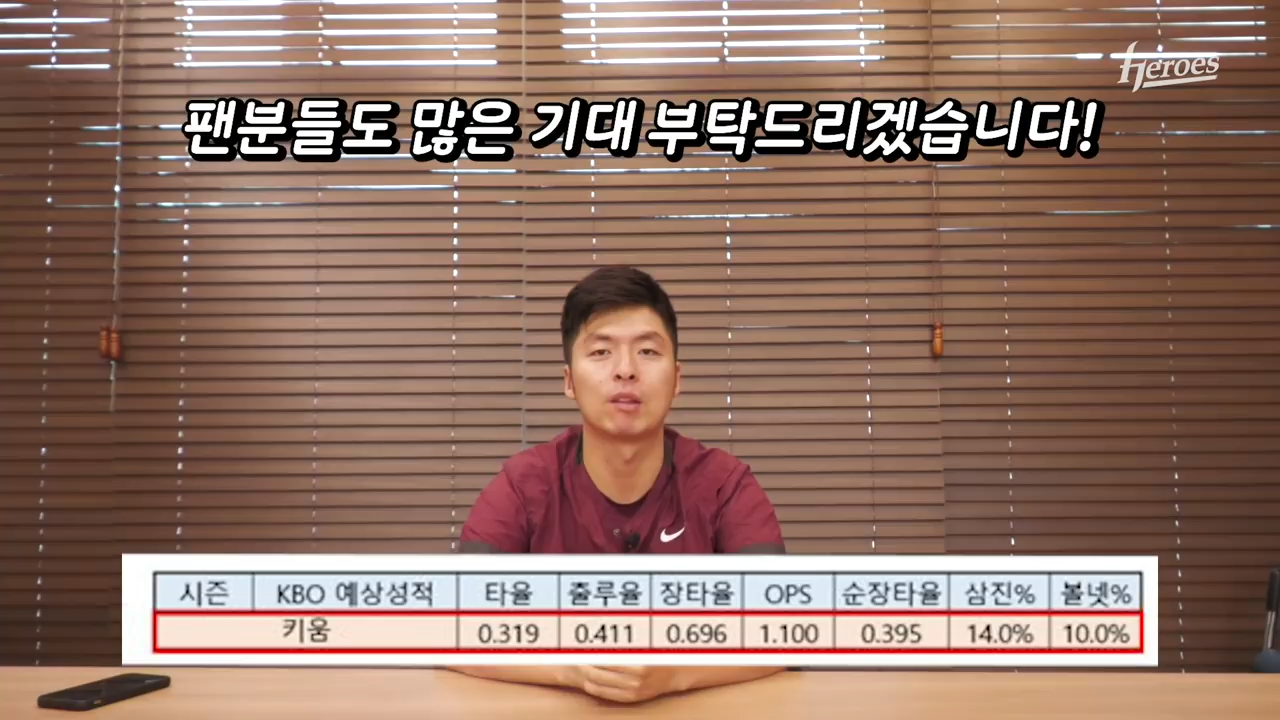 Heroes
팬분들도 많은 기대 부탁드리겠습니다!
시즌 KBO 예상성적 타율 출루율 장타율 OPS 순장타율 삼진% 볼넷%
키움 0.319 0.411 0.696 1.100 0.395 14.0% 10.0%